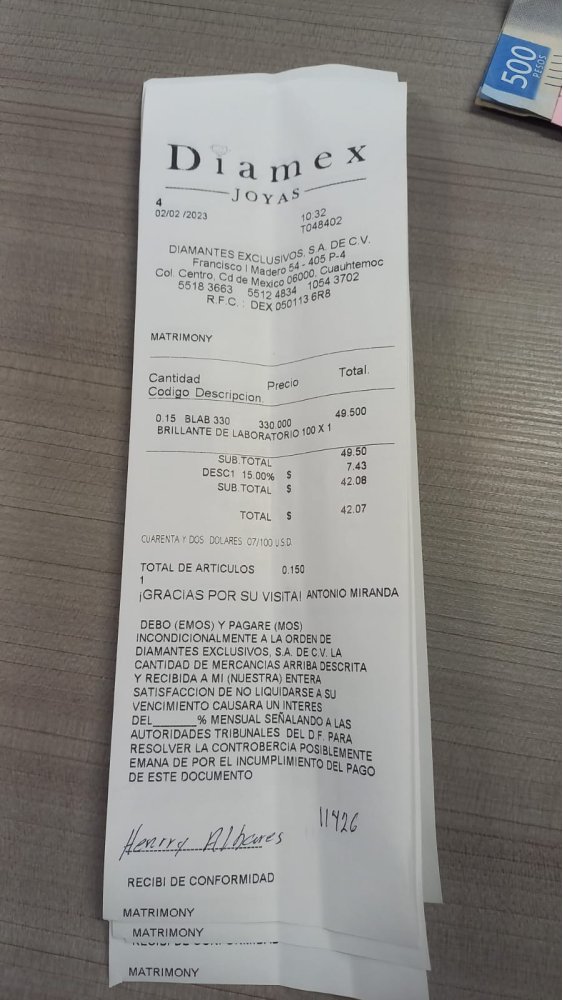 500
PESOS
Diamex
JOYAS
4
02/02 /2023
10:32
T048402
DIAMANTES EXCLUSIVOS, S.A. DE C.V.
Francisco I Madero 54 - 405 P-4
Col. Centro, Cd de Mexico 06000, Cuauhtemoc
5518 3663 5512 4834 1054 3702
R.F.C. : DEX 050113 6R8
MATRIMONY
Cantidad Precio Total.
Codigo Descripcion.
0.15 BLAB 330 330.000 49.500
BRILLANTE DE LABORATORIO 100 X 1
SUB.TOTAL 49.50
DESC1 15.00% $ 7.43
SUB.TOTAL $ 42.08
TOTAL $ 42.07
CUARENTA Y DOS DOLARES 07/100 U.S.D.
TOTAL DE ARTICULOS 0.150
1
¡GRACIAS POR SU VISITA! ANTONIO MIRANDA
DEBO (EMOS) Y PAGARE (MOS)
INCONDICIONALMENTE A LA ORDEN DE
DIAMANTES EXCLUSIVOS, S.A. DE C.V. LA
CANTIDAD DE MERCANCIAS ARRIBA DESCRITA
Y RECIBIDA A MI (NUESTRA) ENTERA
SATISFACCION DE NO LIQUIDARSE A SU
VENCIMIENTO CAUSARA UN INTERES
DEL______% MENSUAL SEÑALANDO A LAS
AUTORIDADES TRIBUNALES DEL D.F. PARA
RESOLVER LA CONTROBERCIA POSIBLEMENTE
EMANA DE POR EL INCUMPLIMIENTO DEL PAGO
DE ESTE DOCUMENTO
11426
Henrry
RECIBI DE CONFORMIDAD
MATRIMONY
MATRIMONY
MATRIMONY